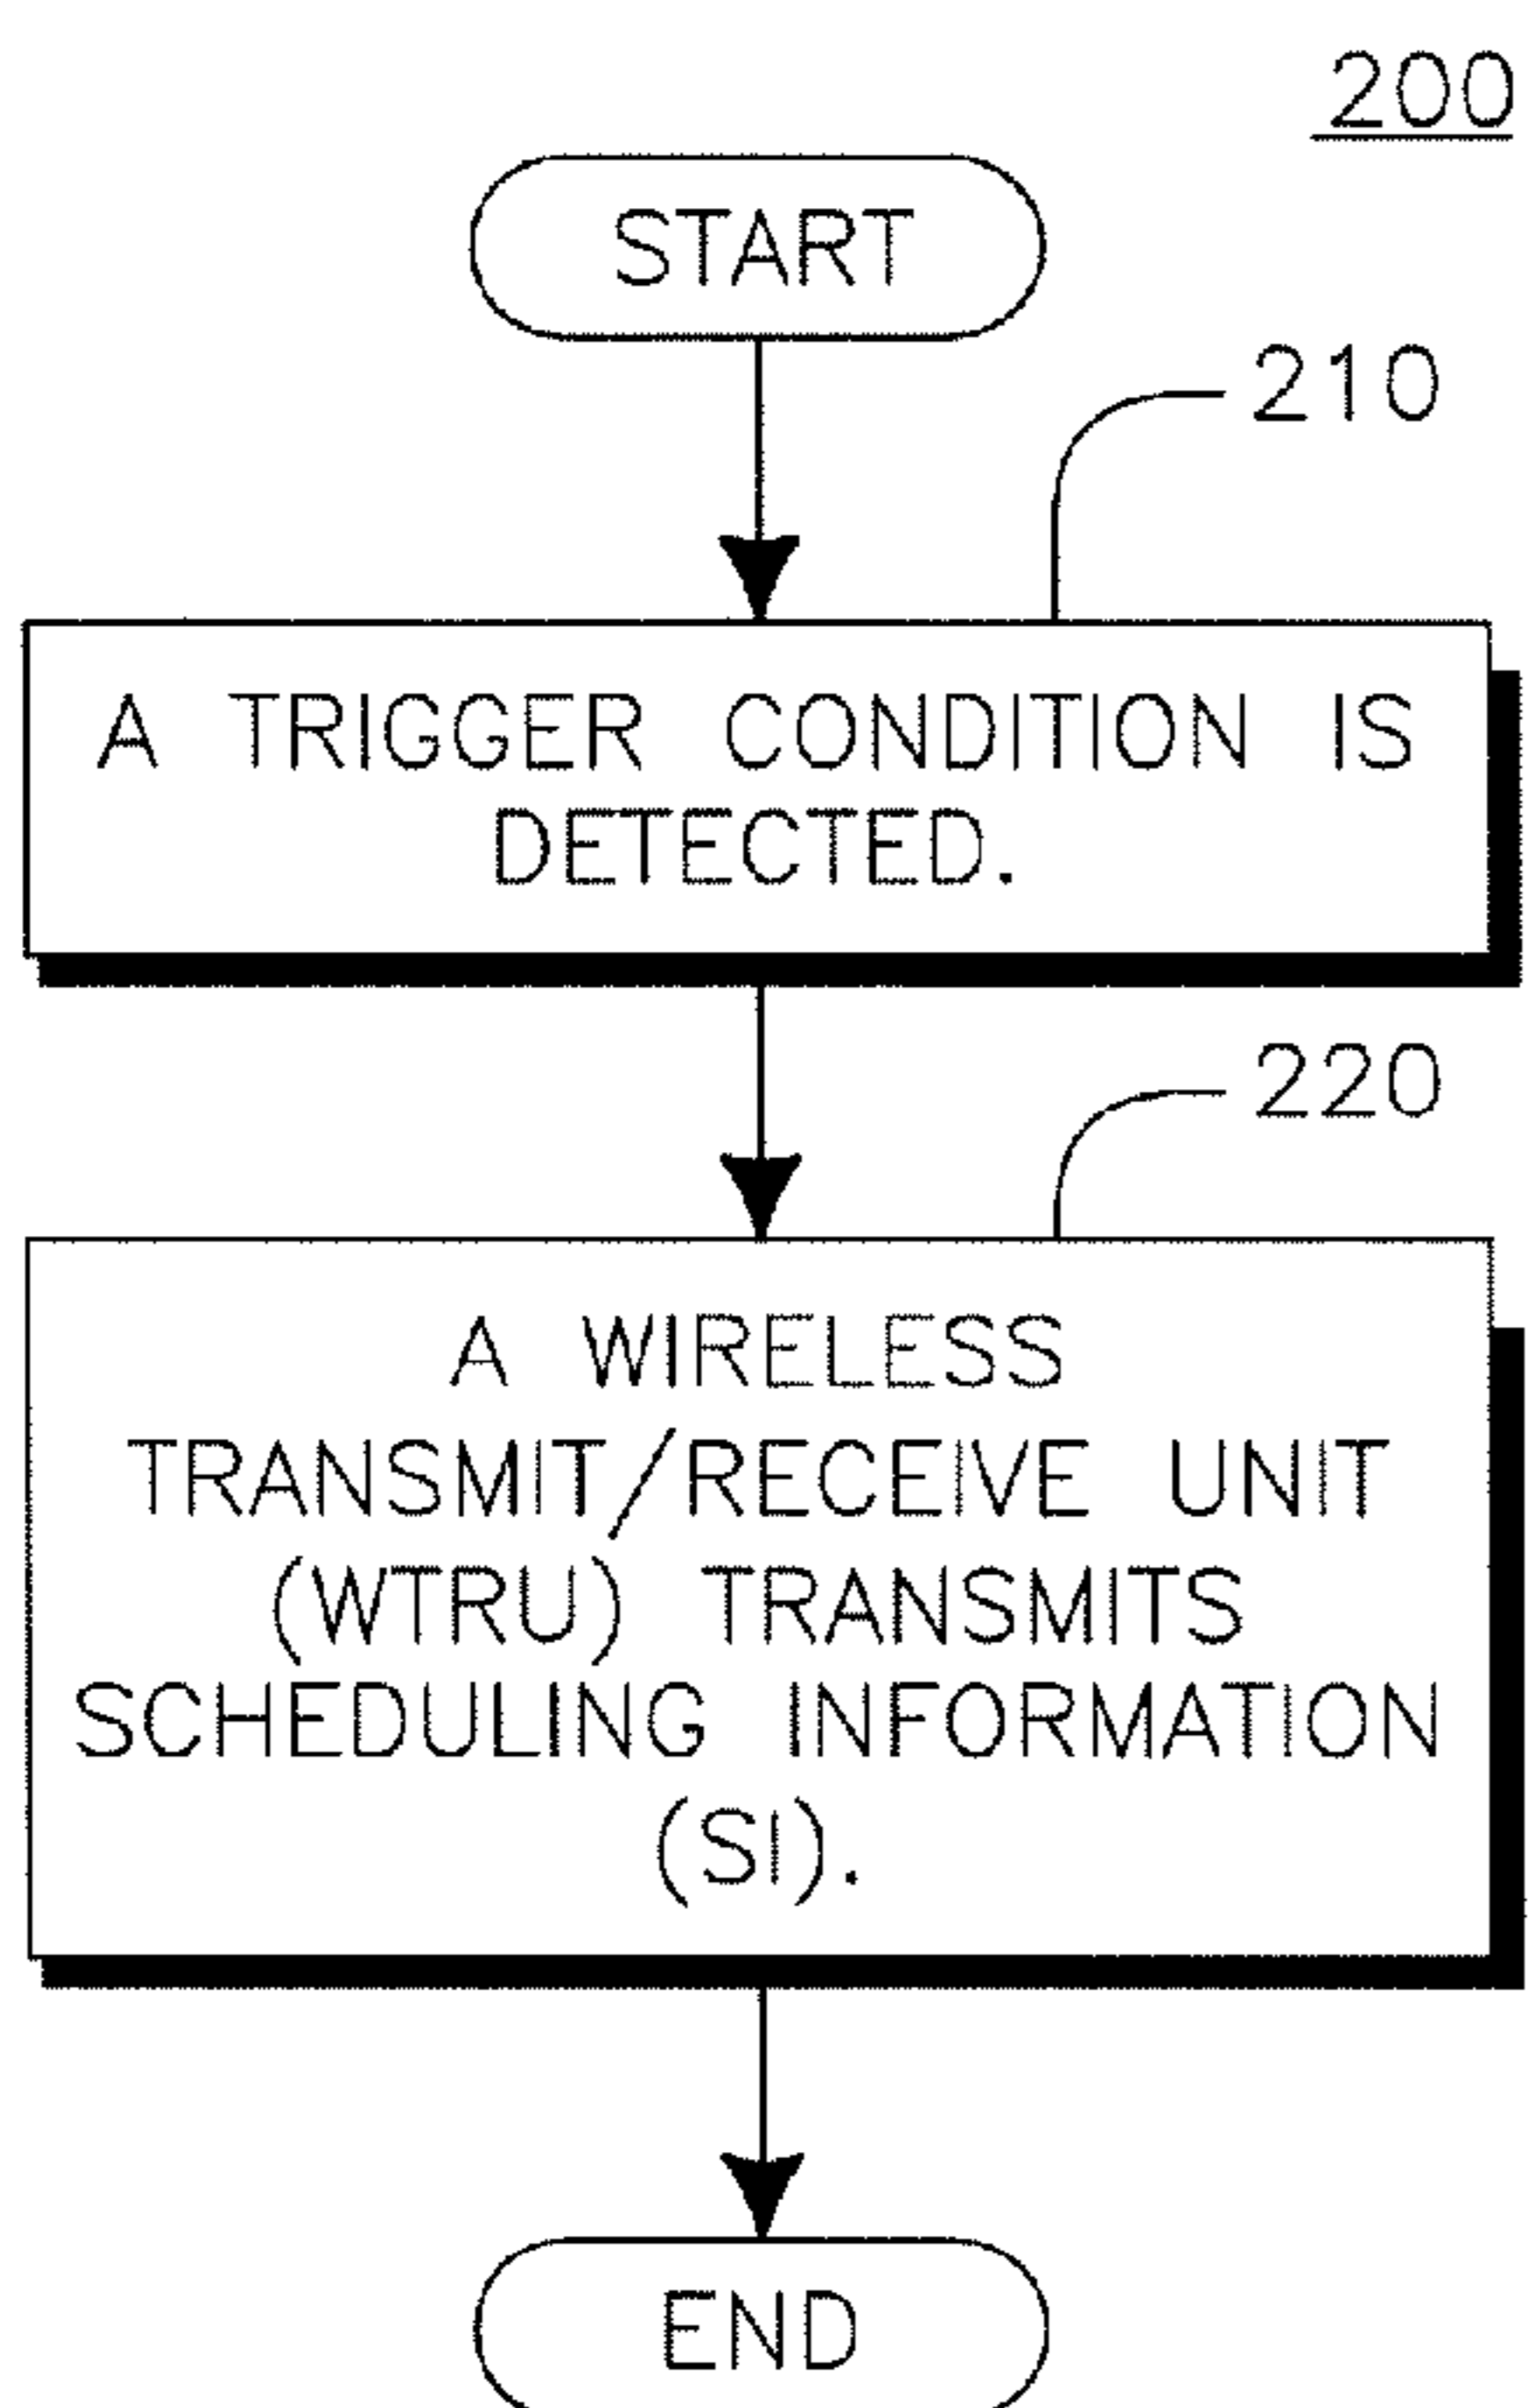 200
START
210
A TRIGGER CONDITION IS
DETECTED.
220
A WIRELESS
TRANSMIT/RECEIVE UNIT
(WTRU) TRANSMITS
SCHEDULING INFORMATION
(SI).
END